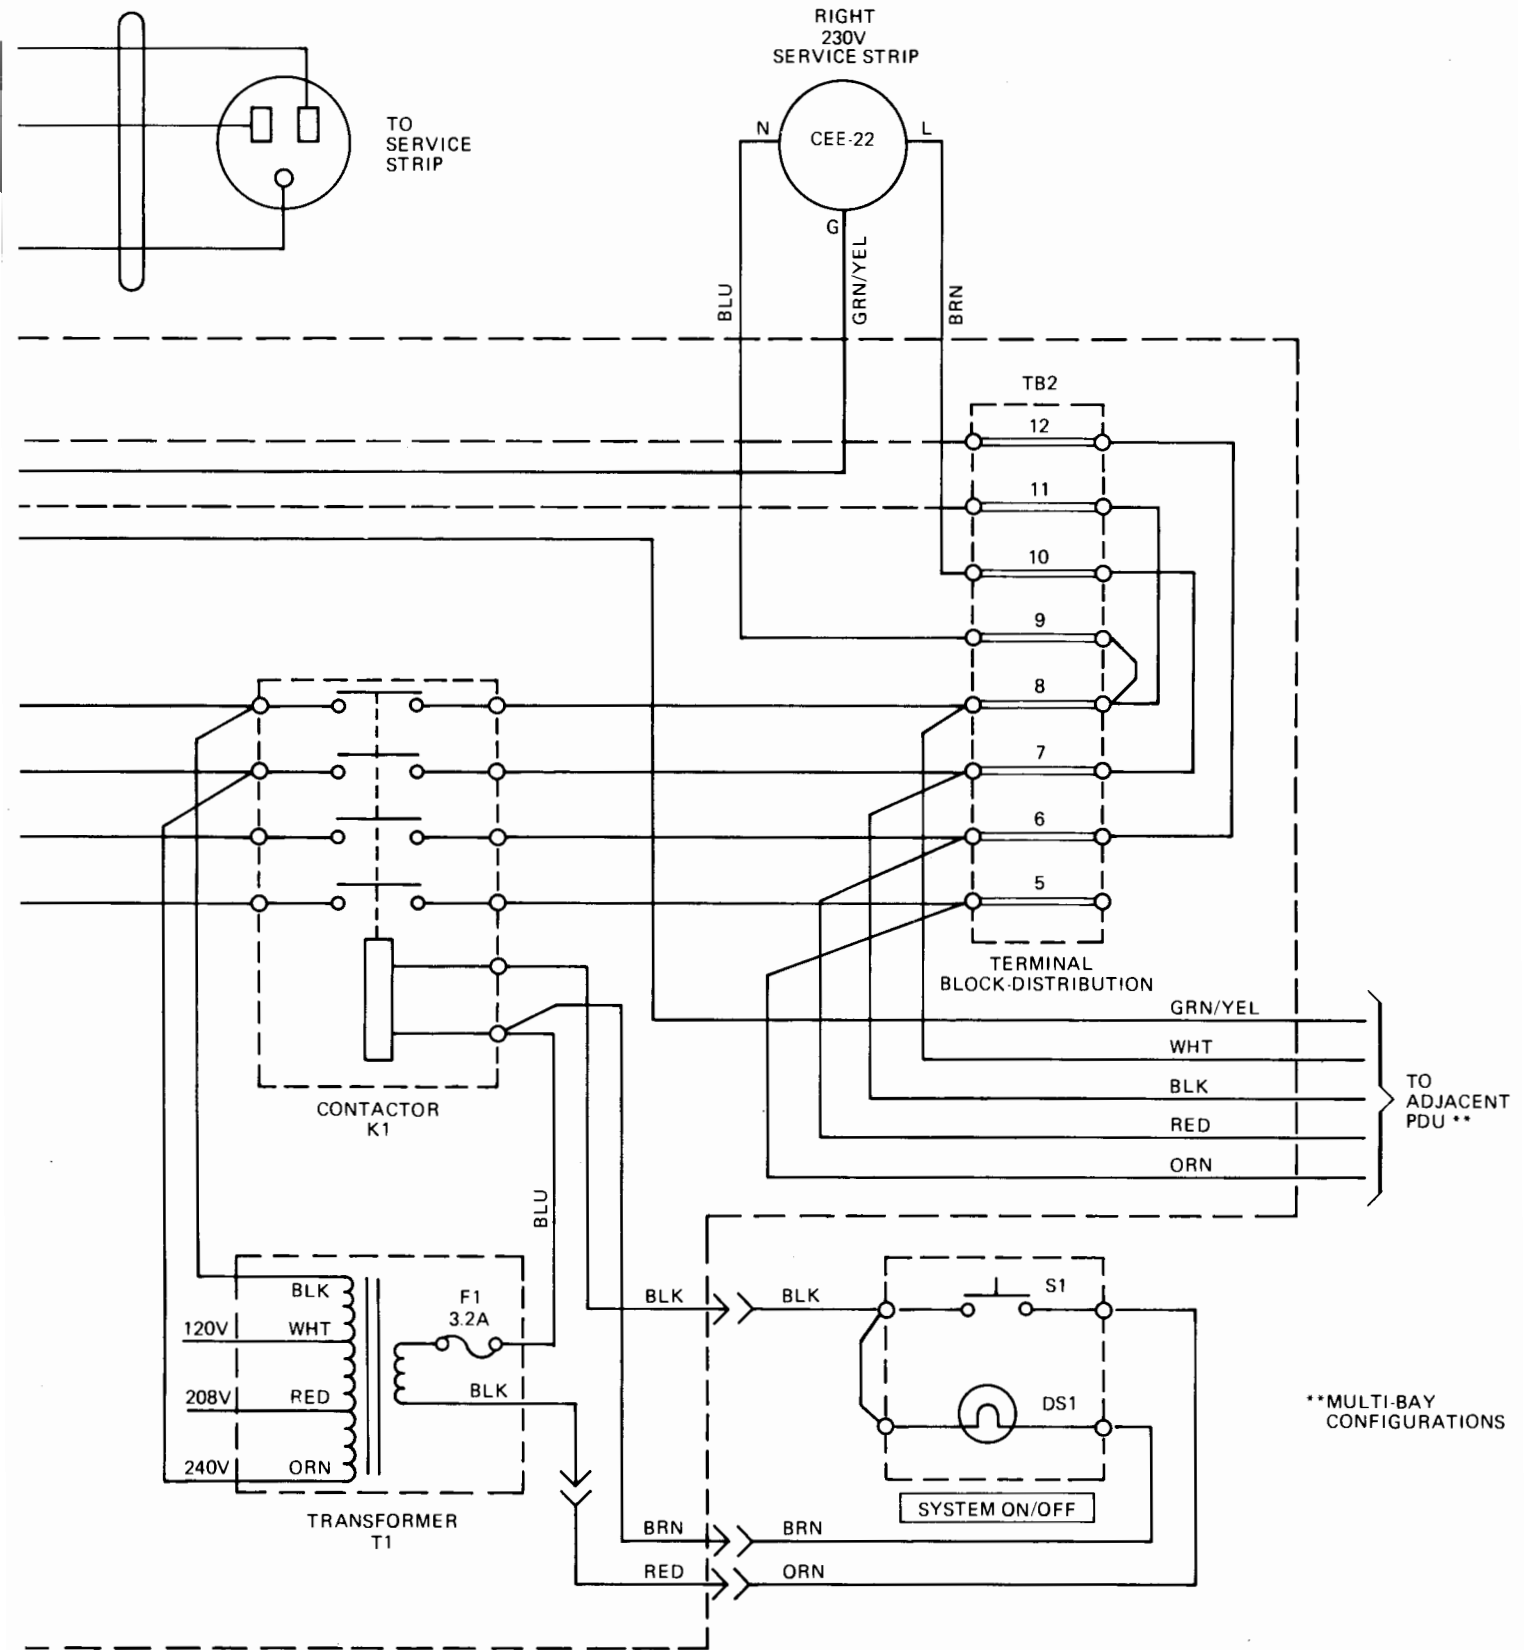 RIGHT
230V
SERVICE STRIP
TO
SERVICE
STRIP
N
CEE-22
L
G
BLU
GRN/YEL
BRN
TB2
12
11
10
9
8
7
6
5
TERMINAL
BLOCK-DISTRIBUTION
GRN/YEL
WHT
BLK
RED
ORN
TO
ADJACENT
PDU **
CONTACTOR
K1
BLU
BLK
120V
WHT
208V
RED
240V
ORN
F1
3.2A
BLK
TRANSFORMER
T1
BLK
BLK
S1
DS1
SYSTEM ON/OFF
BRN
BRN
RED
ORN
**MULTI-BAY
CONFIGURATIONS